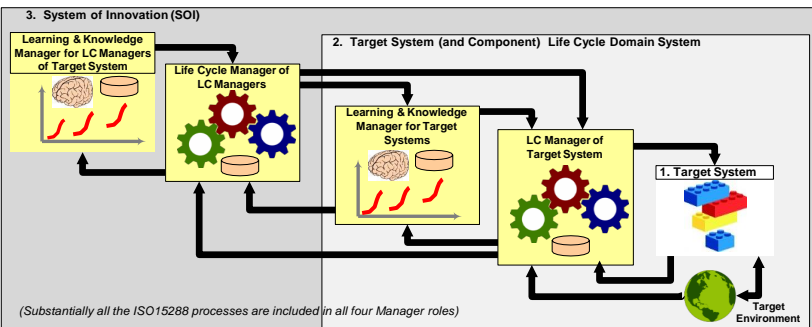 3. System of Innovation (SOI)
Learning & Knowledge
Manager for LC Managers
of Target System
2. Target System (and Component) Life Cycle Domain System
Life Cycle Manager of
LC Managers
Learning & Knowledge
Manager for Target
Systems
LC Manager of
Target System
1. Target System
Target
Environment
(Substantially all the ISO15288 processes are included in all four Manager roles)